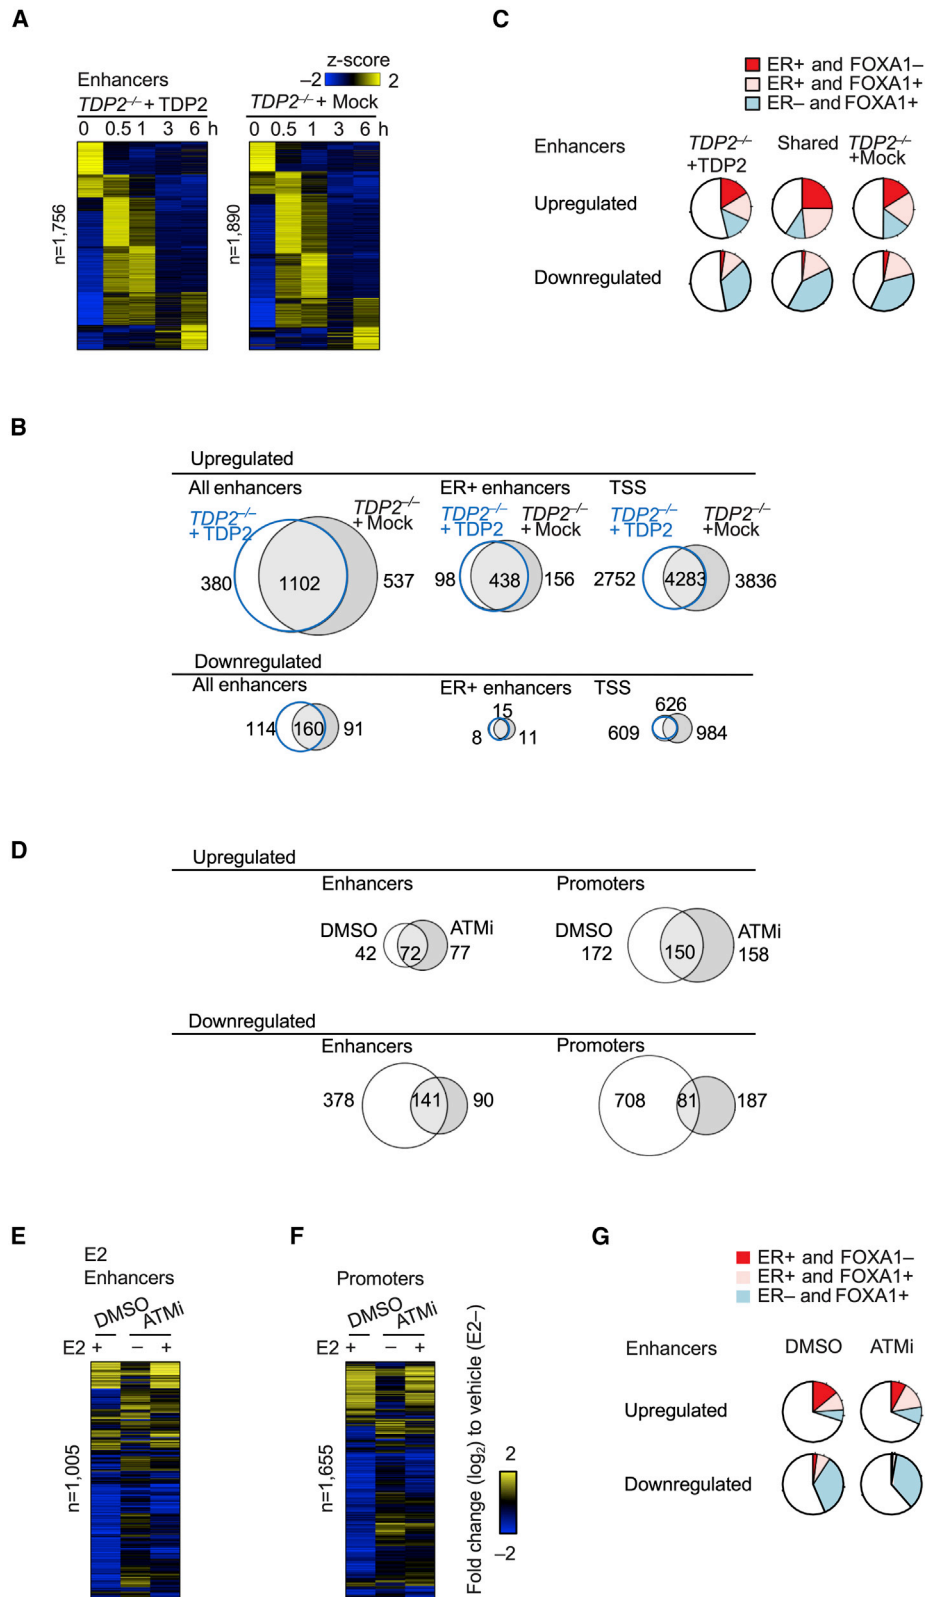 A
Enhancers
z-score
–2 2
TDP2–/– + TDP2
TDP2–/– + Mock
0 0.5 1 3 6 h
0 0.5 1 3 6 h
n=1,756
n=1,890
C
ER+ and FOXA1–
ER+ and FOXA1+
ER– and FOXA1+
Enhancers
TDP2–/–
+TDP2
Shared
TDP2–/–
+Mock
Upregulated
Downregulated
B
Upregulated
All enhancers
ER+ enhancers
TSS
TDP2–/–
+ TDP2
TDP2–/–
+ Mock
TDP2–/–
+ TDP2
TDP2–/–
+ Mock
TDP2–/–
+ TDP2
TDP2–/–
+Mock
380 1102 537
98 438 156
2752 4283 3836
Downregulated
All enhancers
ER+ enhancers
TSS
114 160 91
15
8 11
626
609 984
D
Upregulated
Enhancers
Promoters
DMSO
ATMi
42 72 77
DMSO
ATMi
172 150 158
Downregulated
Enhancers
Promoters
378 141 90
708 81 187
E
E2
Enhancers
DMSO
ATMi
E2 + – +
n=1,005
F
Promoters
DMSO
ATMi
+ – +
n=1,655
Fold change (log2) to vehicle (E2–)
2
–2
G
ER+ and FOXA1–
ER+ and FOXA1+
ER– and FOXA1+
Enhancers
DMSO
ATMi
Upregulated
Downregulated